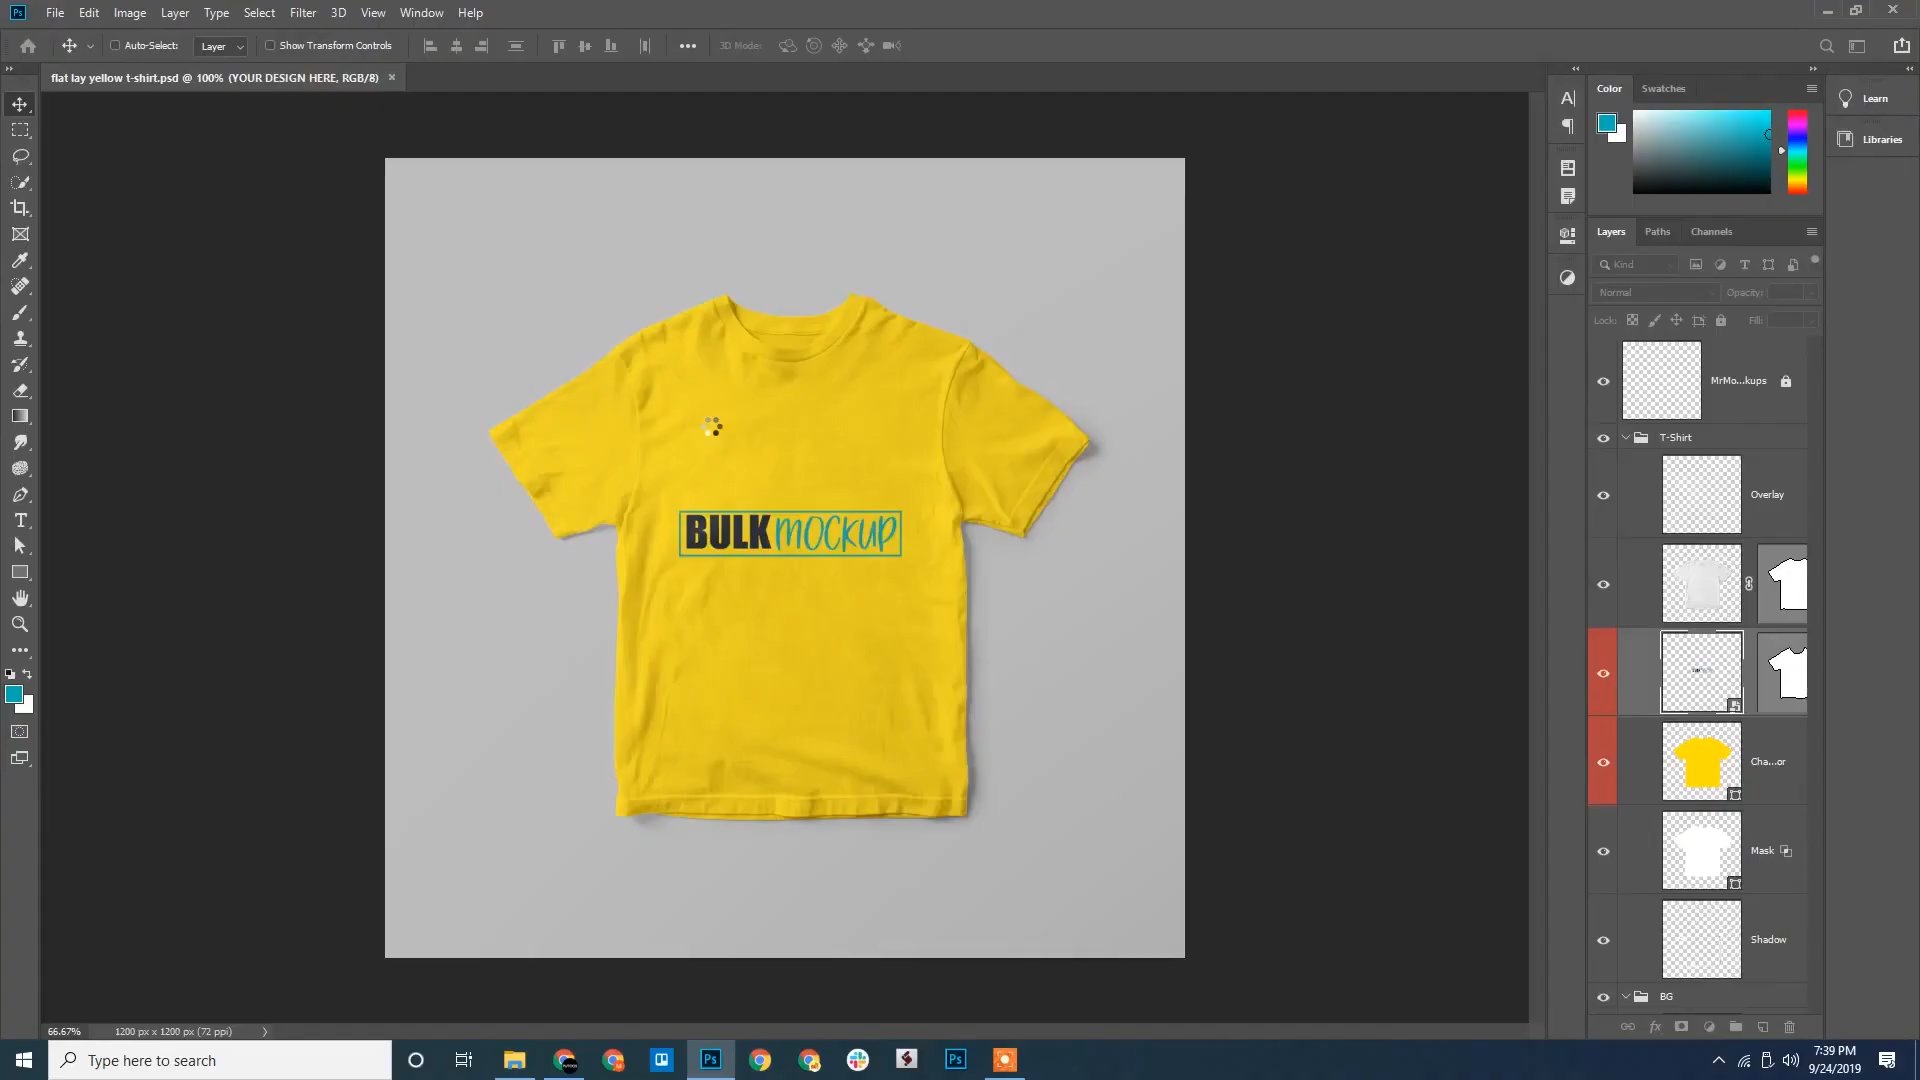 Ps File Edit Image Layer Type Select Filter 3D View Window Help
Auto-Select: Layer Show Transform Controls 3D Mode:
flat lay yellow t-shirt.psd @ 100% (YOUR DESIGN HERE, RGB/8)
Color Swatches
Learn
Libraries
Layers Paths Channels
Kind
Normal Opacity:
Lock: Fill:
MrMo...kups
T-Shirt
Overlay
Cha...or
Mask
Shadow
BG
BULK MOCKUP
66.67% 1200 px x 1200 px (72 ppi)
Type here to search
7:39 PM
9/24/2019